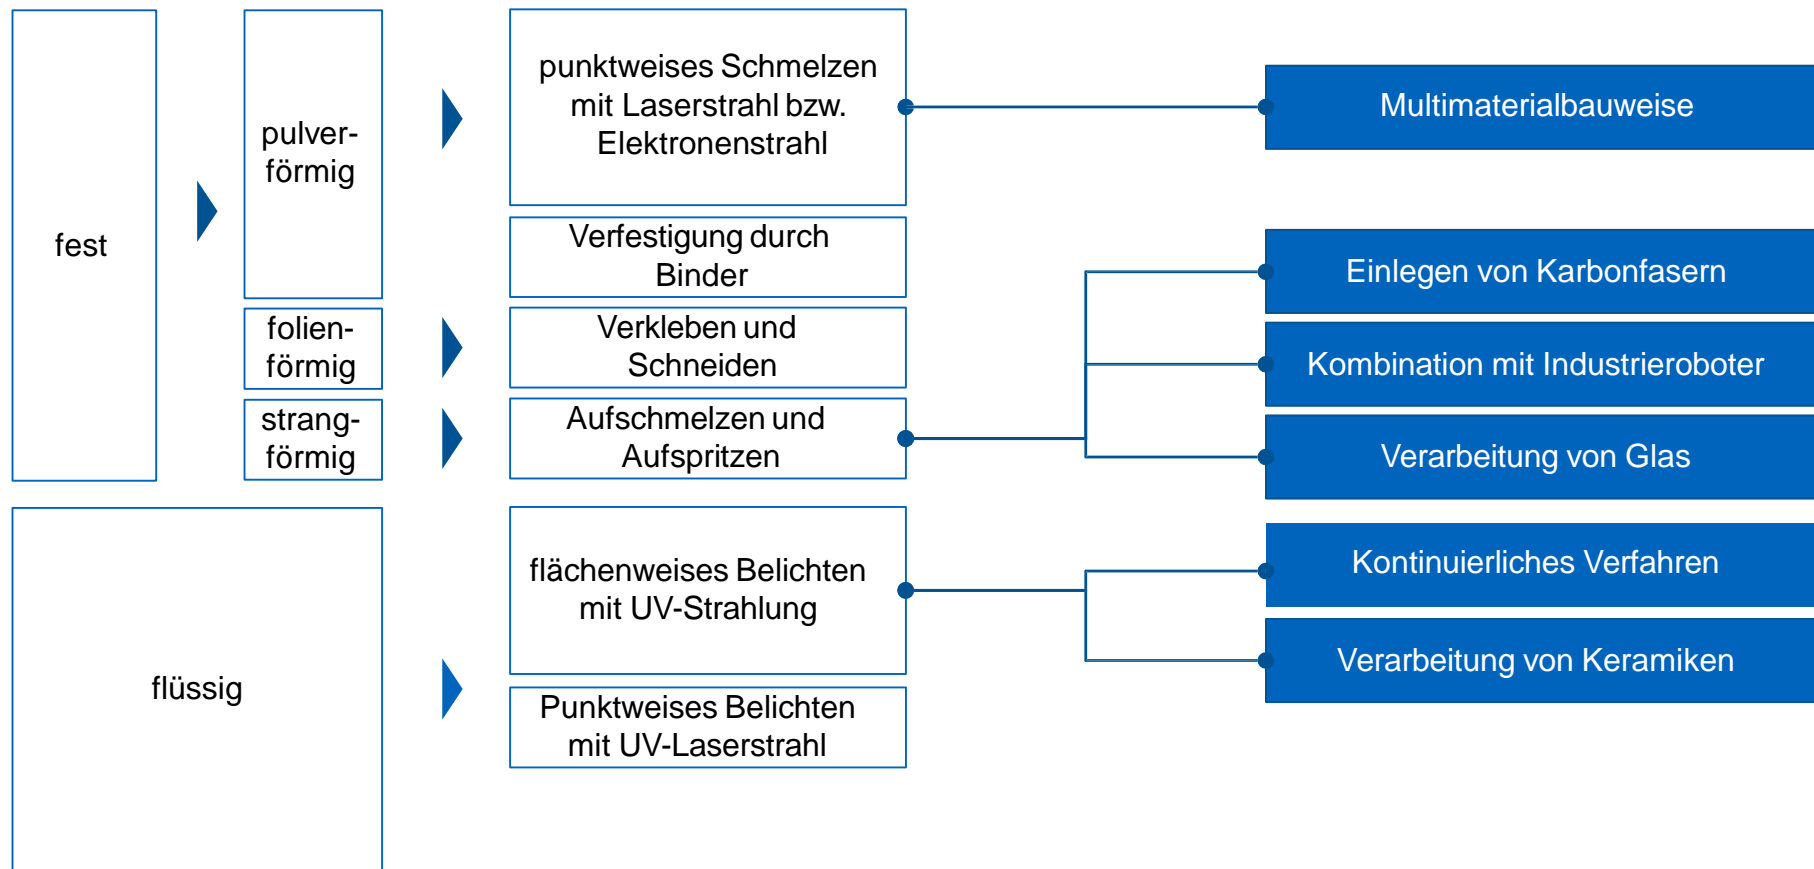 fest
pulver-
förmig
folien-
förmig
strang-
förmig
flüssig
punktweises Schmelzen
mit Laserstrahl bzw.
Elektronenstrahl
Verfestigung durch
Binder
Verkleben und
Schneiden
Aufschmelzen und
Aufspritzen
flächenweises Belichten
mit UV-Strahlung
Punktweises Belichten
mit UV-Laserstrahl
Multimaterialbauweise
Einlegen von Karbonfasern
Kombination mit Industrieroboter
Verarbeitung von Glas
Kontinuierliches Verfahren
Verarbeitung von Keramiken